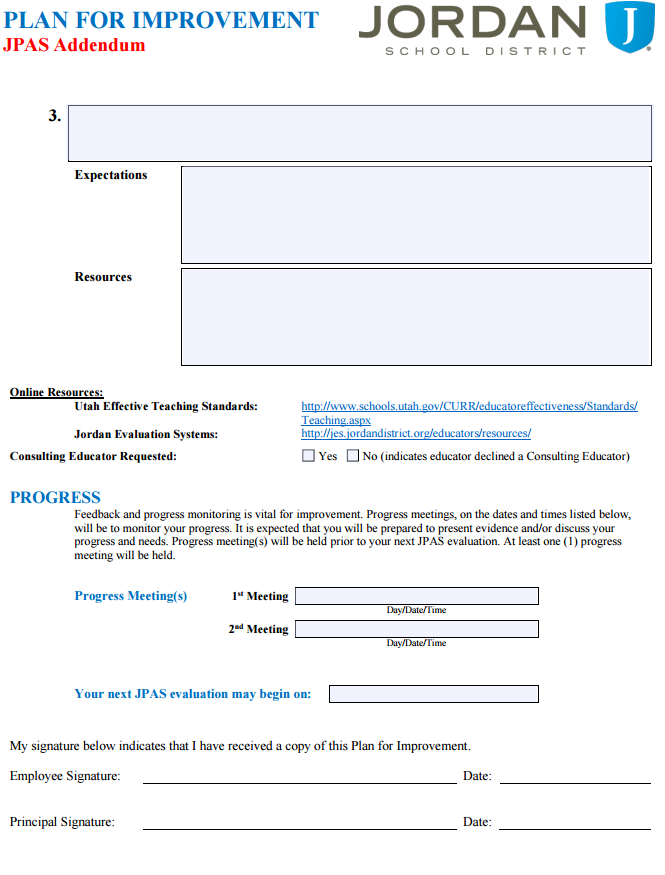 PLAN FOR IMPROVEMENT
JPAS Addendum
JORDAN
SCHOOL DISTRICT
J
3.
Expectations
Resources
Online Resources:
Utah Effective Teaching Standards: http://www.schools.utah.gov/CURR/educatoreffectiveness/Standards/
Teaching.aspx
Jordan Evaluation Systems: http://jes.jordandistrict.org/educators/resources/
Consulting Educator Requested: Yes No (indicates educator declined a Consulting Educator)
PROGRESS
Feedback and progress monitoring is vital for improvement. Progress meetings, on the dates and times listed below,
will be to monitor your progress. It is expected that you will be prepared to present evidence and/or discuss your
progress and needs. Progress meeting(s) will be held prior to your next JPAS evaluation. At least one (1) progress
meeting will be held.
Progress Meeting(s) 1st Meeting
Day/Date/Time
2nd Meeting
Day/Date/Time
Your next JPAS evaluation may begin on:
My signature below indicates that I have received a copy of this Plan for Improvement.
Employee Signature: Date:
Principal Signature: Date: